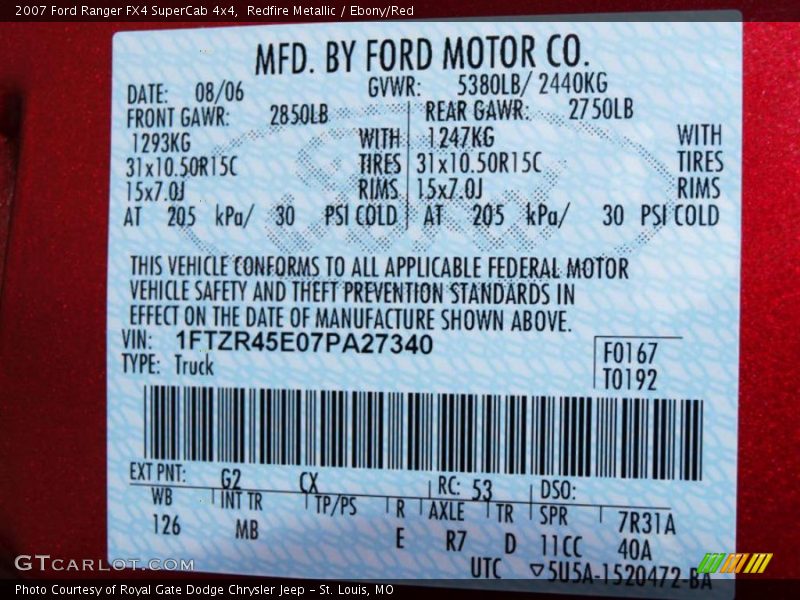 2007 Ford Ranger FX4 SuperCab 4x4,  Redfire Metallic / Ebony/Red
MFD. BY FORD MOTOR CO.
DATE: 08/06 GVWR: 5380LB/ 2440KG
FRONT GAWR: 2850LB REAR GAWR: 2750LB
1293KG WITH 1247KG WITH
31x10.50R15C TIRES 31x10.50R15C TIRES
15x7.0J RIMS 15x7.0J RIMS
AT 205 kPa/ 30 PSI COLD AT 205 kPa/ 30 PSI COLD
THIS VEHICLE CONFORMS TO ALL APPLICABLE FEDERAL MOTOR
VEHICLE SAFETY AND THEFT PREVENTION STANDARDS IN
EFFECT ON THE DATE OF MANUFACTURE SHOWN ABOVE.
VIN: 1FTZR45E07PA27340 F0167
TYPE: Truck T0192
EXT PNT: G2 CX RC: 53 DSO:
WB INT TR TP/PS R AXLE TR SPR 7R31A
126 MB E R7 D 11CC 40A
UTC ▽5U5A-1520472-BA
GTCarLot.com
Photo Courtesy of Royal Gate Dodge Chrysler Jeep - St. Louis, MO